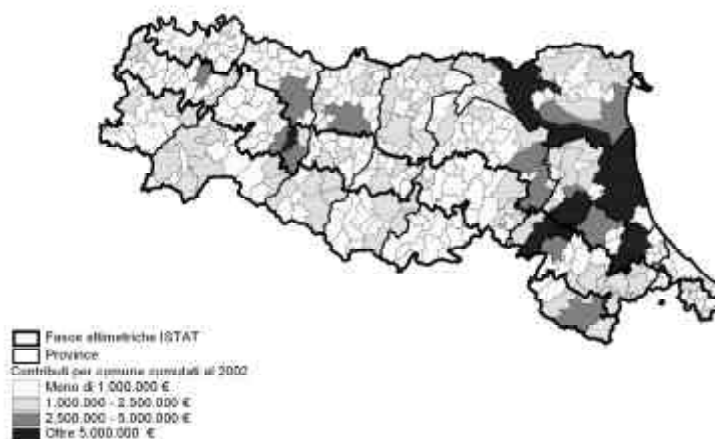 Fasce altimetriche ISTAT
Province
Contributi per comune cumulati al 2002
Meno di 1.000.000 €
1.000.000 - 2.500.000 €
2.500.000 - 5.000.000 €
Oltre 5.000.000 €